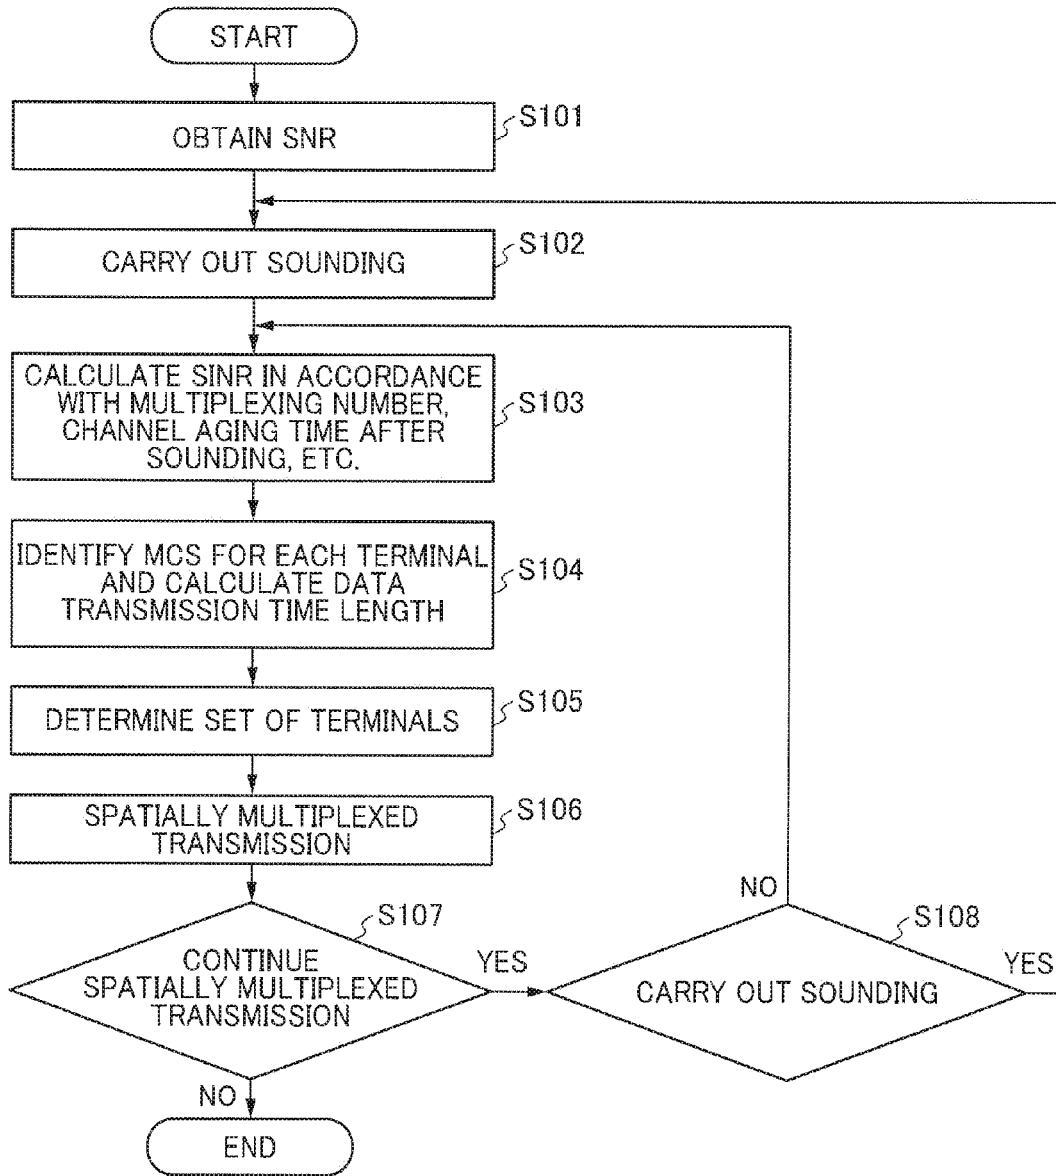 START
OBTAIN SNR
S101
CARRY OUT SOUNDING
S102
CALCULATE SINR IN ACCORDANCE
WITH MULTIPLEXING NUMBER,
CHANNEL AGING TIME AFTER
SOUNDING, ETC.
S103
IDENTIFY MCS FOR EACH TERMINAL
AND CALCULATE DATA
TRANSMISSION TIME LENGTH
S104
DETERMINE SET OF TERMINALS
S105
SPATIALLY MULTIPLEXED
TRANSMISSION
S106
CONTINUE
SPATIALLY MULTIPLEXED
TRANSMISSION
S107
YES
NO
CARRY OUT SOUNDING
S108
NO
YES
END